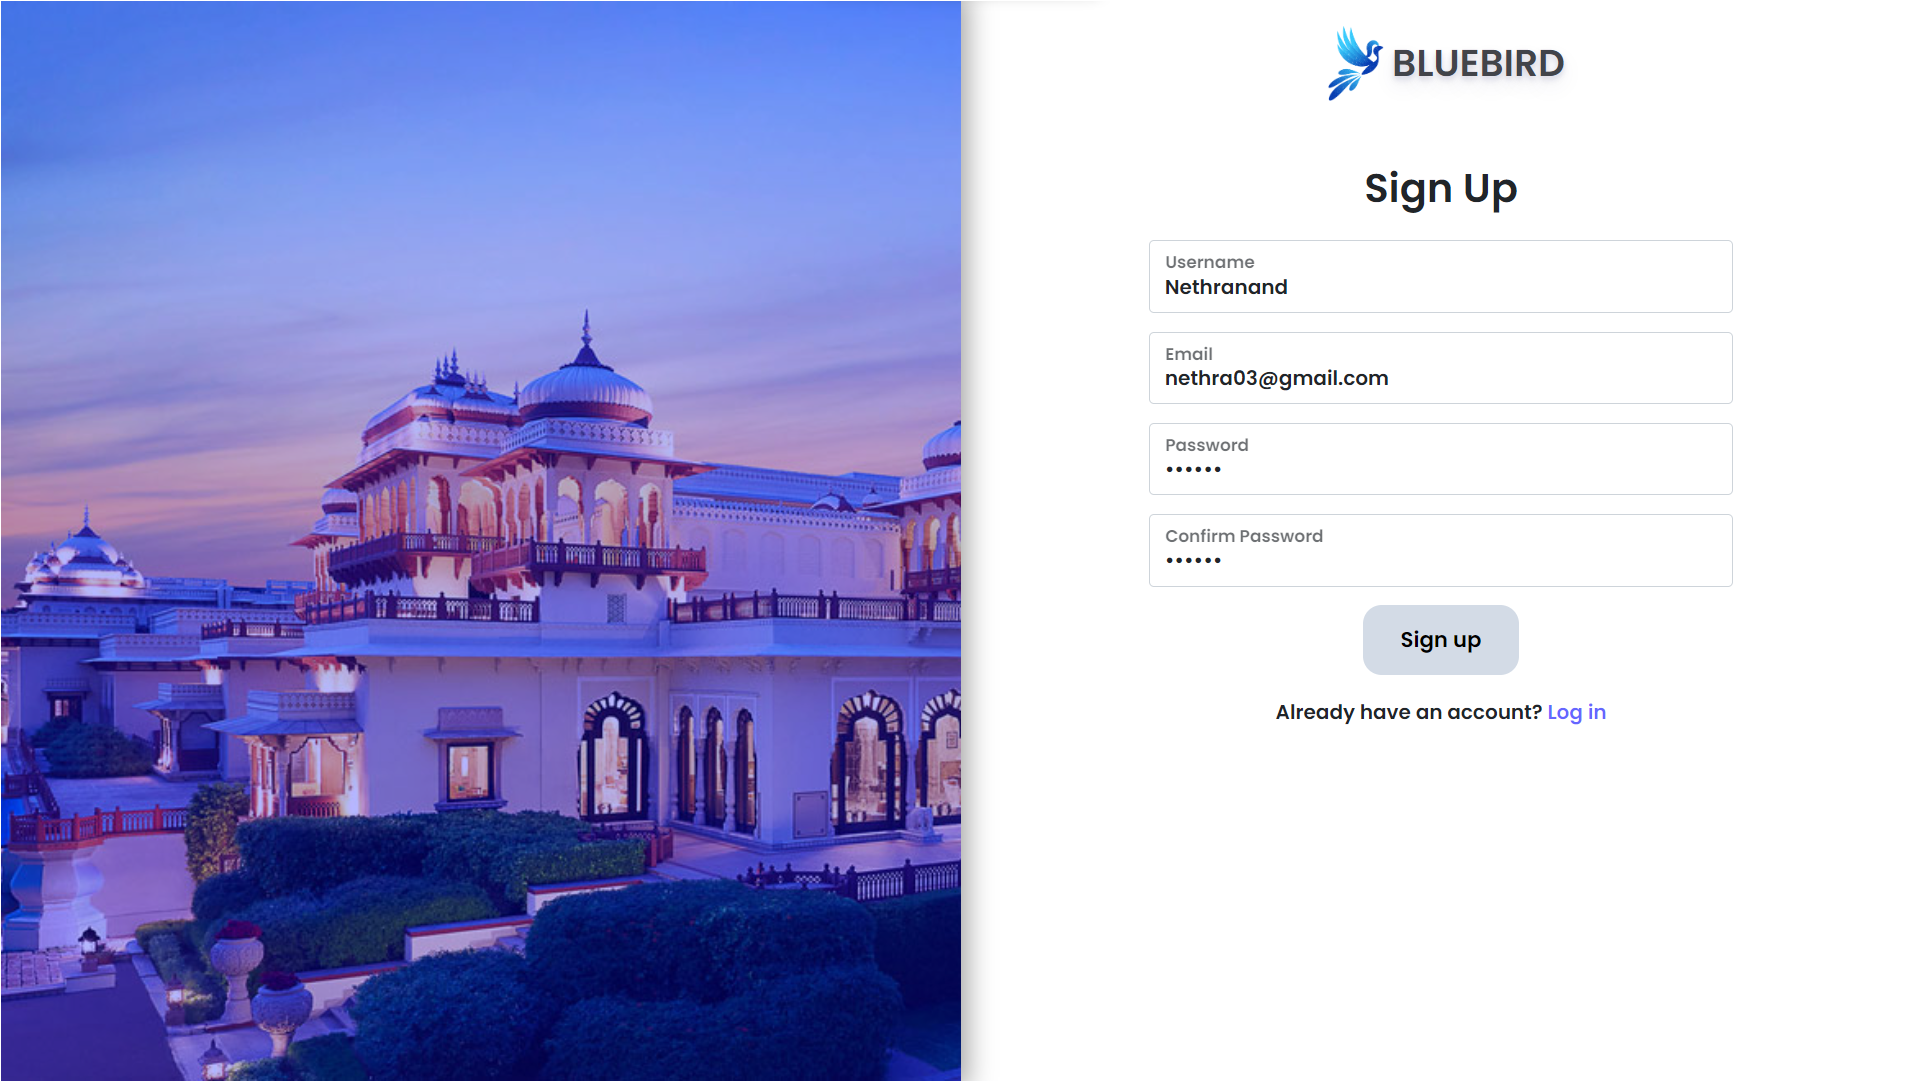 BLUEBIRD
Sign Up
Username
Nethranand
Email
nethra03@gmail.com
Password
••••••
Confirm Password
••••••
Sign up
Already have an account? Log in